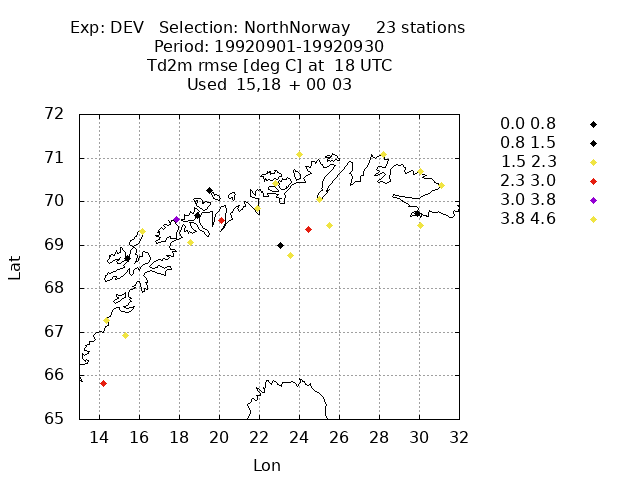 Exp: DEV Selection: NorthNorway 23 stations
Period: 19920901-19920930
Td2m rmse [deg C] at 18 UTC
Used 15,18 + 00 03
72
71
70
69
68
67
66
65
14 16 18 20 22 24 26 28 30 32
Lat
Lon
0.0 0.8
0.8 1.5
1.5 2.3
2.3 3.0
3.0 3.8
3.8 4.6